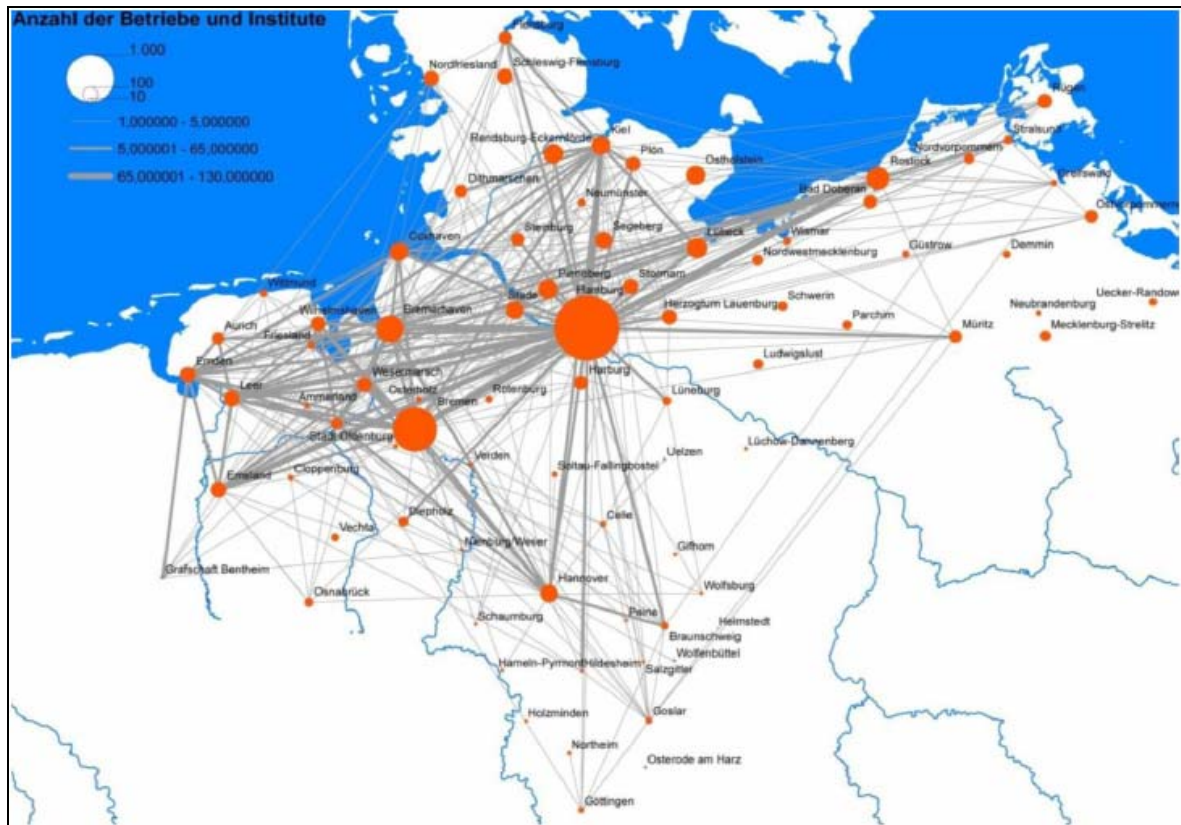 Anzahl der Betriebe und Institute
1.000
100
10
1,000000 - 5,000000
5,000001 - 65,000000
65,000001 - 130,000000
Flensburg
Nordfriesland
Schleswig-Flensburg
Rügen
Stralsund
Kiel
Rendsburg-Eckernförde
Plön
Ostholstein
Nordvorpommern
Rostock
Greifswald
Dithmarschen
Neumünster
Bad Doberan
Ostvorpommern
Steinburg
Segeberg
Lübeck
Wismar
Cuxhaven
Nordwestmecklenburg
Güstrow
Demmin
Pinneberg
Stormarn
Wittmund
Hamburg
Stade
Herzogtum Lauenburg
Schwerin
Neubrandenburg
Uecker-Randow
Wilhelmshaven
Bremerhaven
Aurich
Friesland
Parchim
Müritz
Mecklenburg-Strelitz
Emden
Ludwigslust
Wesermarsch
Harburg
Leer
Osterholz
Rotenburg
Lüneburg
Ammerland
Bremen
Stadt Oldenburg
Verden
Soltau-Fallingbostel
Uelzen
Lüchow-Dannenberg
Emsland
Cloppenburg
Diepholz
Celle
Vechta
Nienburg/Weser
Gifhorn
Grafschaft Bentheim
Hannover
Osnabrück
Wolfsburg
Schaumburg
Peine
Helmstedt
Braunschweig
Wolfenbüttel
Hameln-Pyrmont
Hildesheim
Salzgitter
Holzminden
Goslar
Northeim
Osterode am Harz
Göttingen